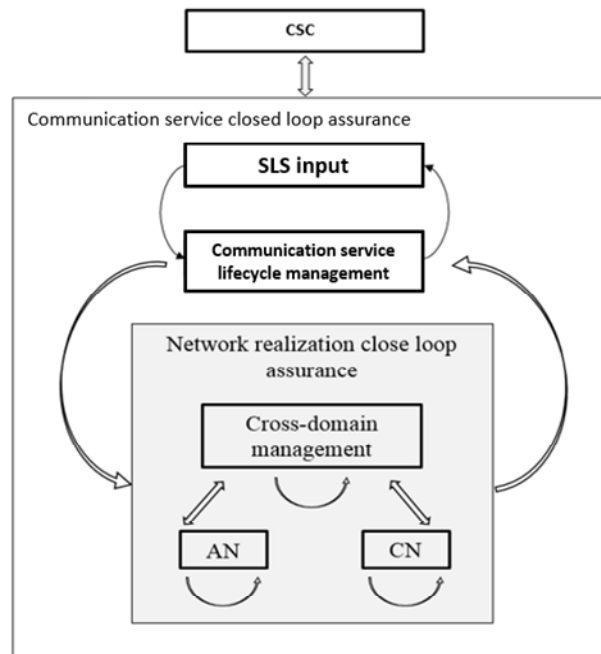 CSC
Communication service closed loop assurance
SLS input
Communication service
lifecycle management
Network realization close loop
assurance
Cross-domain
management
AN
CN